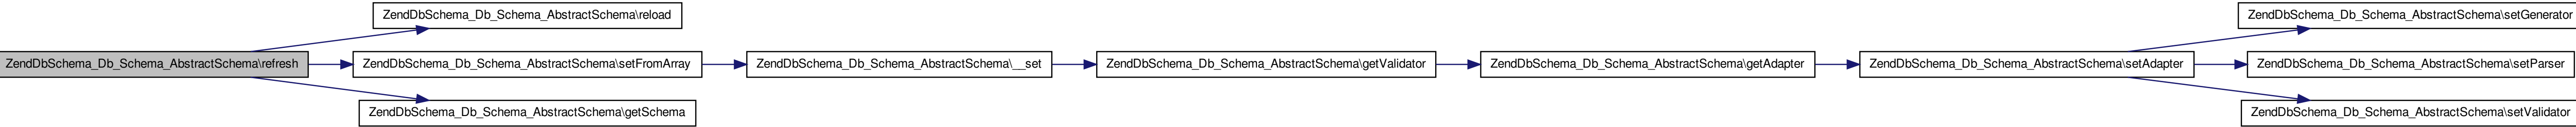 ZendDbSchema_Db_Schema_AbstractSchema\reload
ZendDbSchema_Db_Schema_AbstractSchema\setGenerator
ZendDbSchema_Db_Schema_AbstractSchema\refresh
ZendDbSchema_Db_Schema_AbstractSchema\setFromArray
ZendDbSchema_Db_Schema_AbstractSchema\__set
ZendDbSchema_Db_Schema_AbstractSchema\getValidator
ZendDbSchema_Db_Schema_AbstractSchema\getAdapter
ZendDbSchema_Db_Schema_AbstractSchema\setAdapter
ZendDbSchema_Db_Schema_AbstractSchema\setParser
ZendDbSchema_Db_Schema_AbstractSchema\getSchema
ZendDbSchema_Db_Schema_AbstractSchema\setValidator